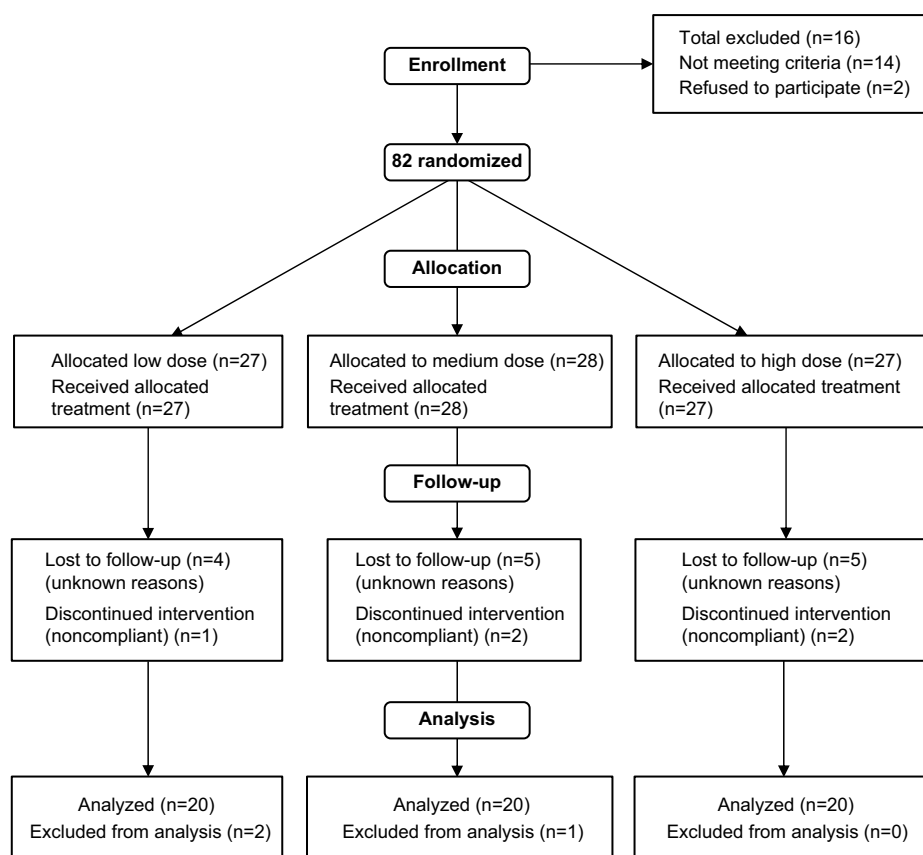 Total excluded (n=16)
Not meeting criteria (n=14)
Refused to participate (n=2)
Enrollment
82 randomized
Allocation
Allocated low dose (n=27)
Received allocated
treatment (n=27)
Allocated to medium dose (n=28)
Received allocated
treatment (n=28)
Allocated to high dose (n=27)
Received allocated treatment
(n=27)
Follow-up
Lost to follow-up (n=4)
(unknown reasons)
Discontinued intervention
(noncompliant) (n=1)
Lost to follow-up (n=5)
(unknown reasons)
Discontinued intervention
(noncompliant) (n=2)
Lost to follow-up (n=5)
(unknown reasons)
Discontinued intervention
(noncompliant) (n=2)
Analysis
Analyzed (n=20)
Excluded from analysis (n=2)
Analyzed (n=20)
Excluded from analysis (n=1)
Analyzed (n=20)
Excluded from analysis (n=0)